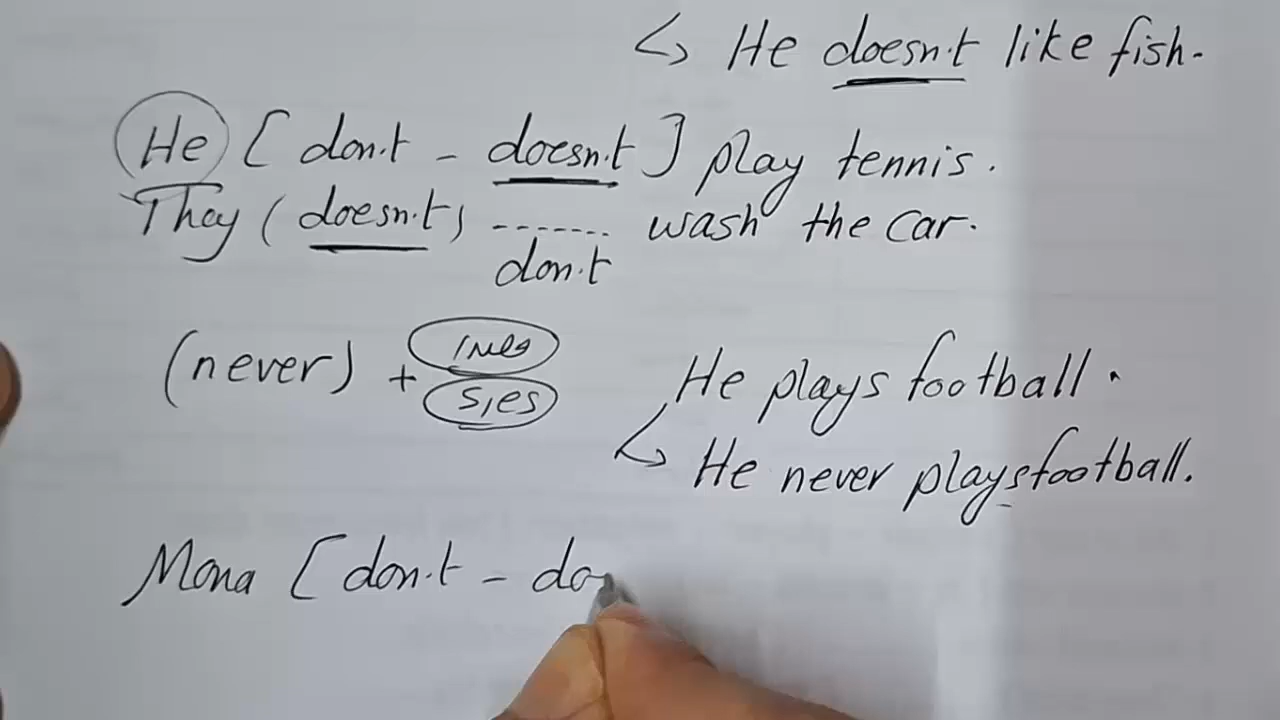 ↳ He doesn't like fish.
He [ don't - doesn't ] play tennis.
They ( doesn't ) ------- wash the car.
don't
(never) +
s,es
He plays football.
↳ He never plays football.
Mona [ don't - do